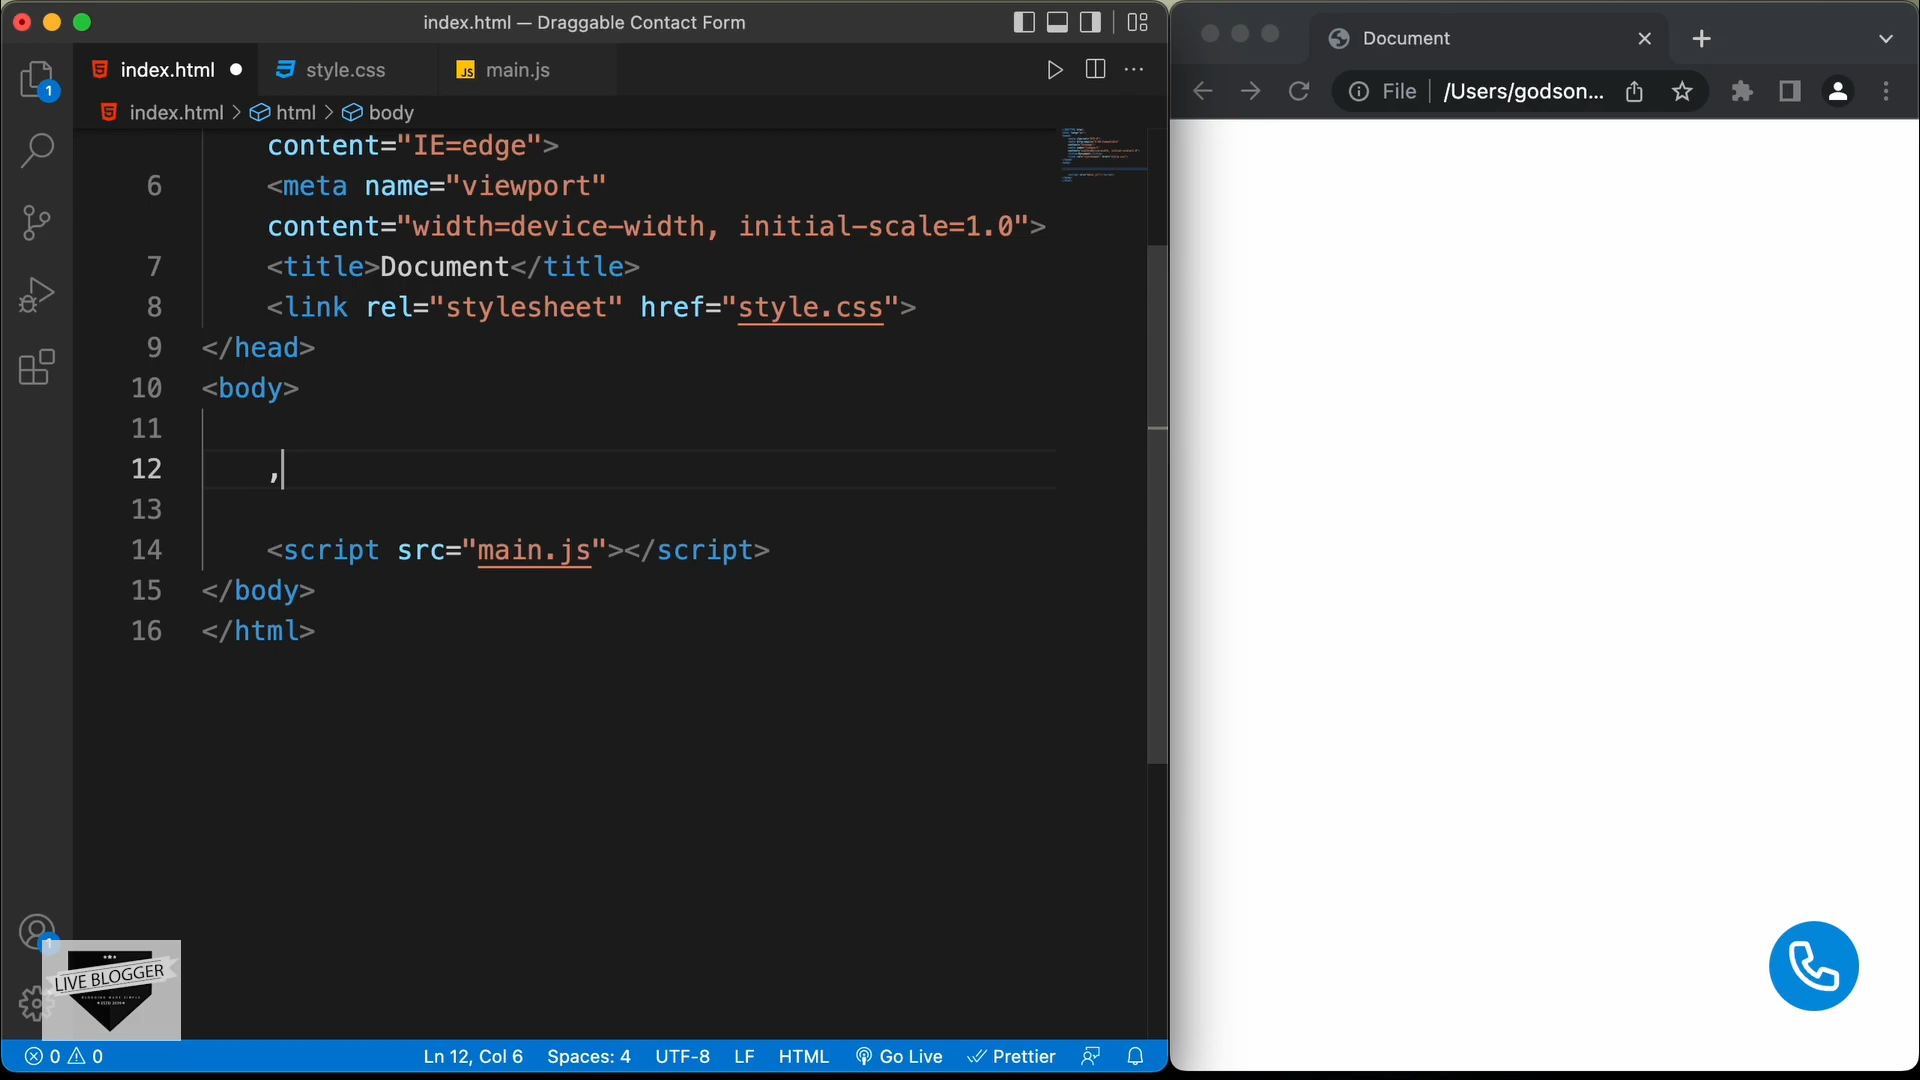 index.html — Draggable Contact Form
index.html
style.css
JS main.js
index.html > html > body
content="IE=edge">
6 <meta name="viewport"
content="width=device-width, initial-scale=1.0">
7 <title>Document</title>
8 <link rel="stylesheet" href="style.css">
9 </head>
10 <body>
11
12 ,
13
14 <script src="main.js"></script>
15 </body>
16 </html>
1
1
LIVE BLOGGER
0 0
Ln 12, Col 6
Spaces: 4
UTF-8
LF
HTML
Go Live
Prettier
Document
File
/Users/godson...